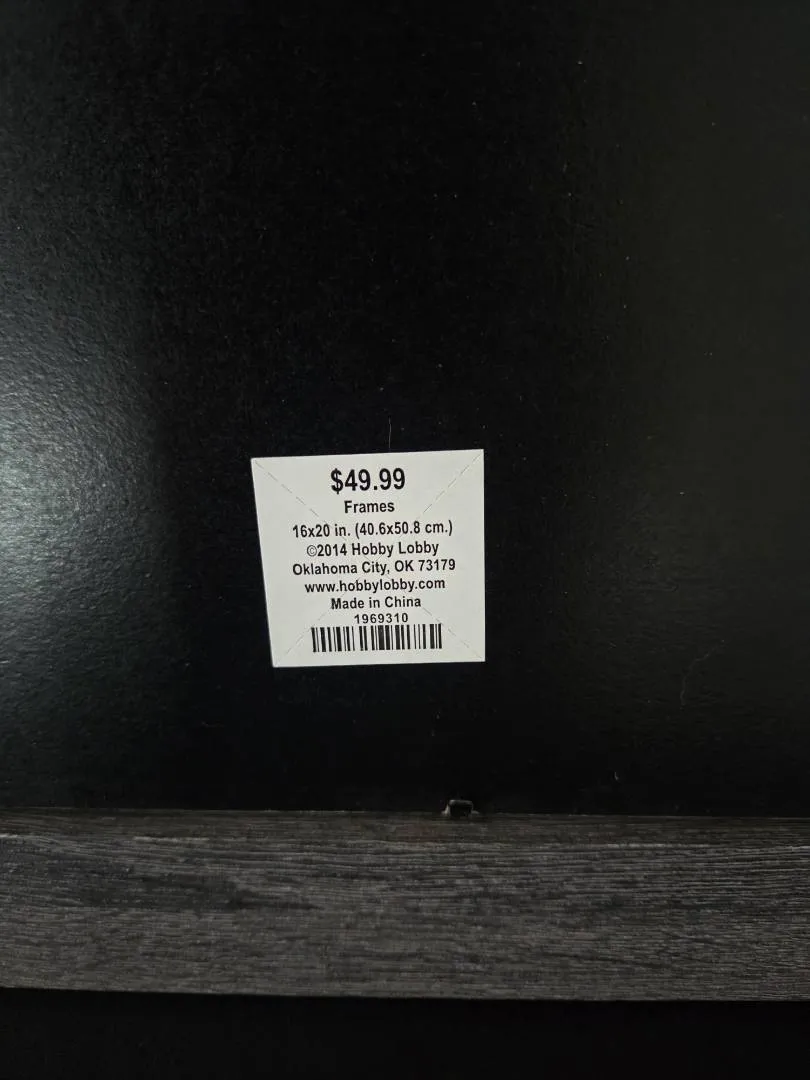 $49.99
Frames
16x20 in. (40.6x50.8 cm.)
©2014 Hobby Lobby
Oklahoma City, OK 73179
www.hobbylobby.com
Made in China
1969310